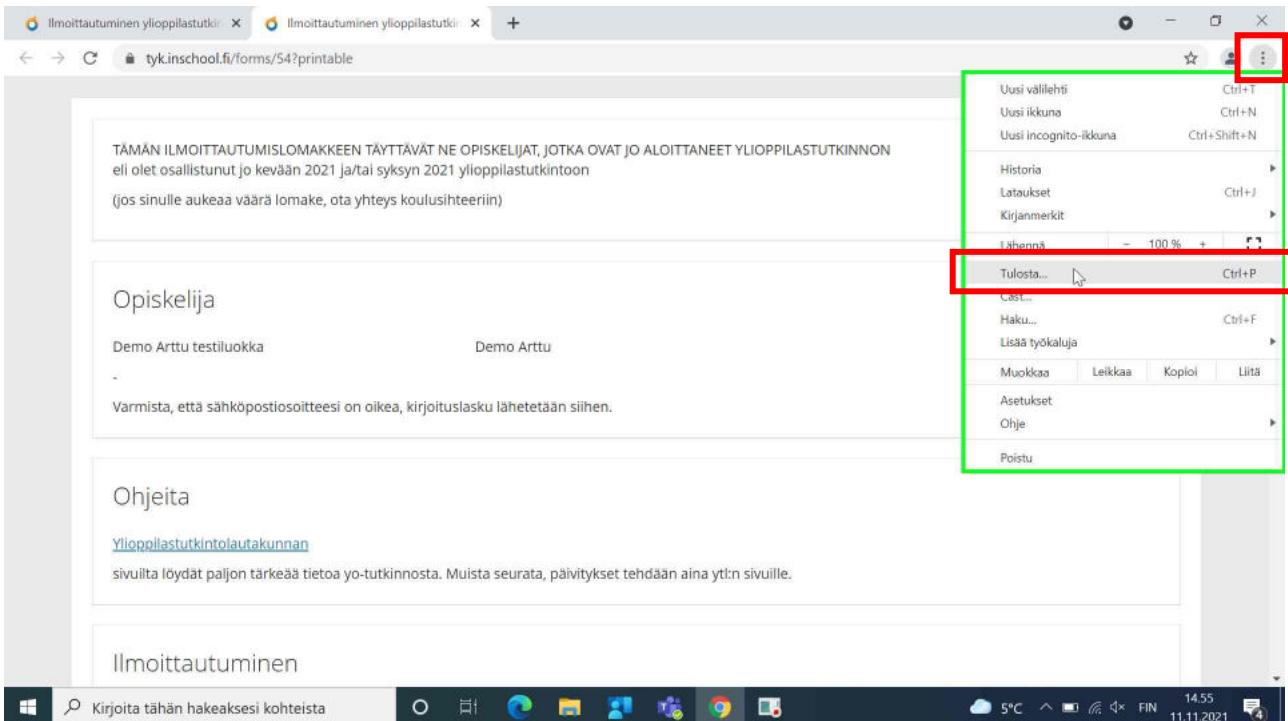 Ilmoittautuminen ylioppilastutkin
Ilmoittautuminen ylioppilastutkin
tyk.inschool.fi/forms/54?printable
TÄMÄN ILMOITTAUTUMISLOMAKKEEN TÄYTTÄVÄT NE OPISKELIJAT, JOTKA OVAT JO ALOITTANEET YLIOPPILASTUTKINNON
eli olet osallistunut jo kevään 2021 ja/tai syksyn 2021 ylioppilastutkintoon
(jos sinulle aukeaa väärä lomake, ota yhteys koulusihteeriin)
Opiskelija
Demo Arttu testiluokka Demo Arttu
-
Varmista, että sähköpostiosoitteesi on oikea, kirjoituslasku lähetetään siihen.
Ohjeita
Ylioppilastutkintolautakunnan
sivuilta löydät paljon tärkeää tietoa yo-tutkinnosta. Muista seurata, päivitykset tehdään aina ytl:n sivuille.
Ilmoittautuminen
Uusi välilehti Ctrl+T
Uusi ikkuna Ctrl+N
Uusi incognito-ikkuna Ctrl+Shift+N
Historia
Lataukset Ctrl+J
Kirjanmerkit
Lähennä - 100 % +
Tulosta... Ctrl+P
Cast...
Haku... Ctrl+F
Lisää työkaluja
Muokkaa Leikkaa Kopioi Liitä
Asetukset
Ohje
Poistu
Kirjoita tähän hakeaksesi kohteista
5°C FIN 14.55
11.11.2021